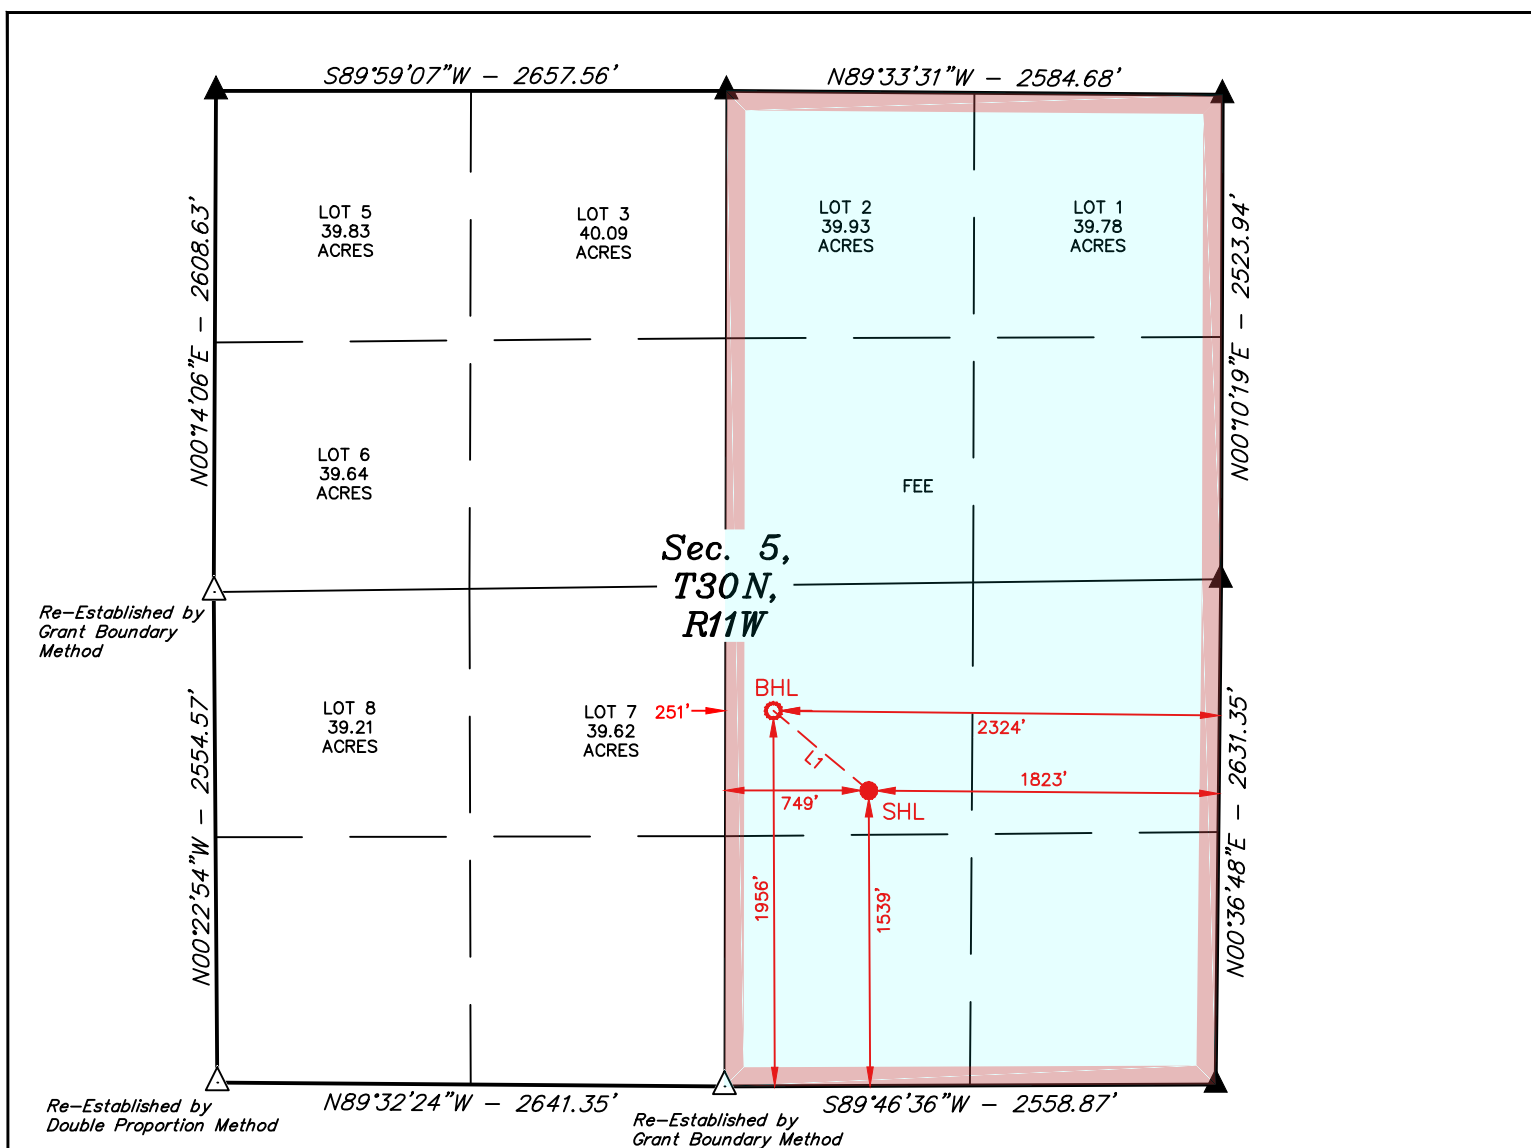 S89°59'07"W - 2657.56'
N89°33'31"W - 2584.68'
N00°14'06"E - 2608.63'
LOT 5
39.83
ACRES
LOT 3
40.09
ACRES
LOT 2
39.93
ACRES
LOT 1
39.78
ACRES
N00°10'19"E - 2523.94'
LOT 6
39.64
ACRES
FEE
Sec. 5,
T30N,
R11W
Re-Established by
Grant Boundary
Method
N00°22'54"W - 2554.57'
LOT 8
39.21
ACRES
LOT 7
39.62
ACRES
251'
BHL
2324'
L1
749'
SHL
1823'
1956'
1539'
N00°36'48"E - 2631.35'
Re-Established by
Double Proportion Method
N89°32'24"W - 2641.35'
Re-Established by
Grant Boundary Method
S89°46'36"W - 2558.87'